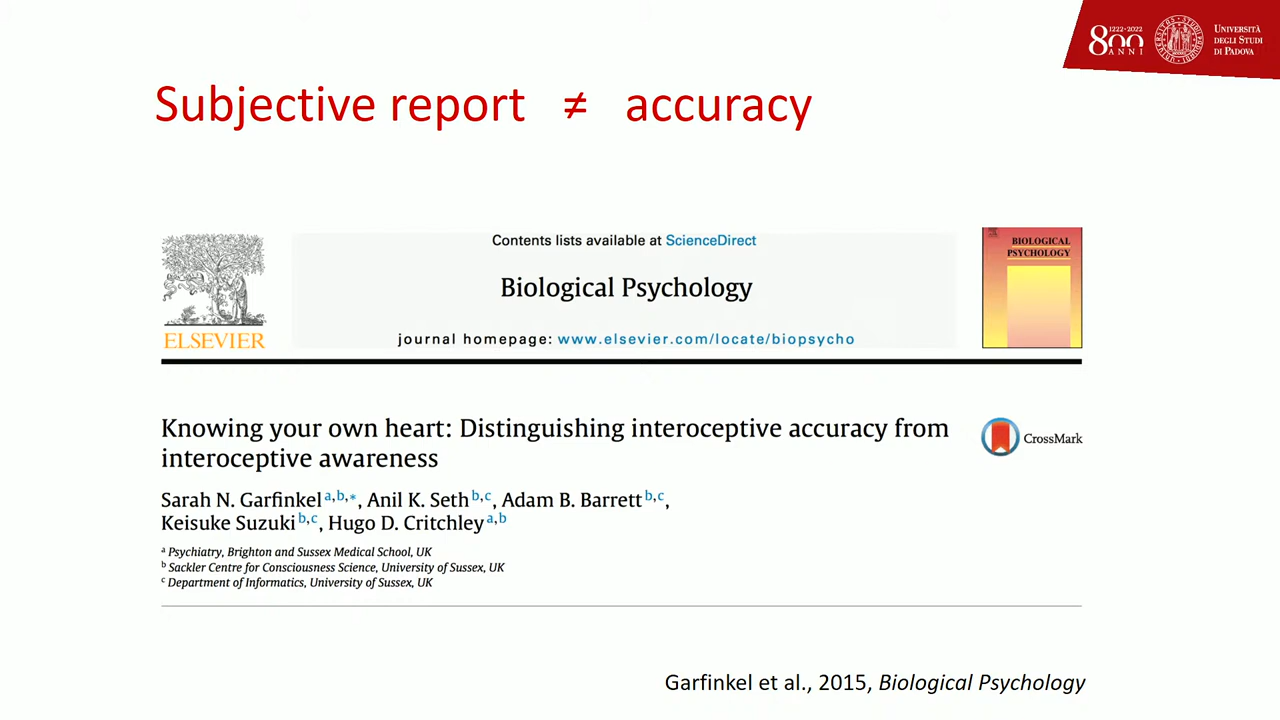 800
1222·2022
ANNI
UNIVERSITÀ
DEGLI STUDI
DI PADOVA
Subjective report ≠ accuracy
ELSEVIER
Contents lists available at ScienceDirect
Biological Psychology
journal homepage: www.elsevier.com/locate/biopsycho
BIOLOGICAL
PSYCHOLOGY
Knowing your own heart: Distinguishing interoceptive accuracy from
interoceptive awareness
CrossMark
Sarah N. Garfinkel a,b,*, Anil K. Seth b,c, Adam B. Barrett b,c,
Keisuke Suzuki b,c, Hugo D. Critchley a,b
a Psychiatry, Brighton and Sussex Medical School, UK
b Sackler Centre for Consciousness Science, University of Sussex, UK
c Department of Informatics, University of Sussex, UK
Garfinkel et al., 2015, Biological Psychology